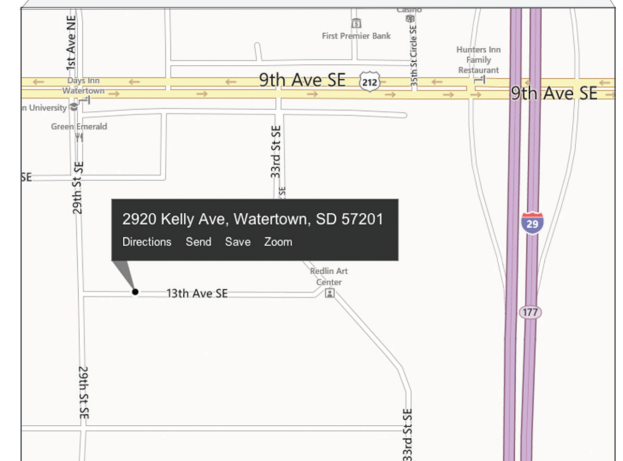 Casino
First Premier Bank
1st Ave NE
35th St Circle SE
Hunters Inn
Family
Restaurant
9th Ave SE
212
9th Ave SE
Days Inn
Watertown
n University
Green Emerald
33rd St SE
29th St SE
SE
SE
2920 Kelly Ave, Watertown, SD 57201
Directions Send Save Zoom
29
Redlin Art
Center
13th Ave SE
177
29th St SE
33rd St SE